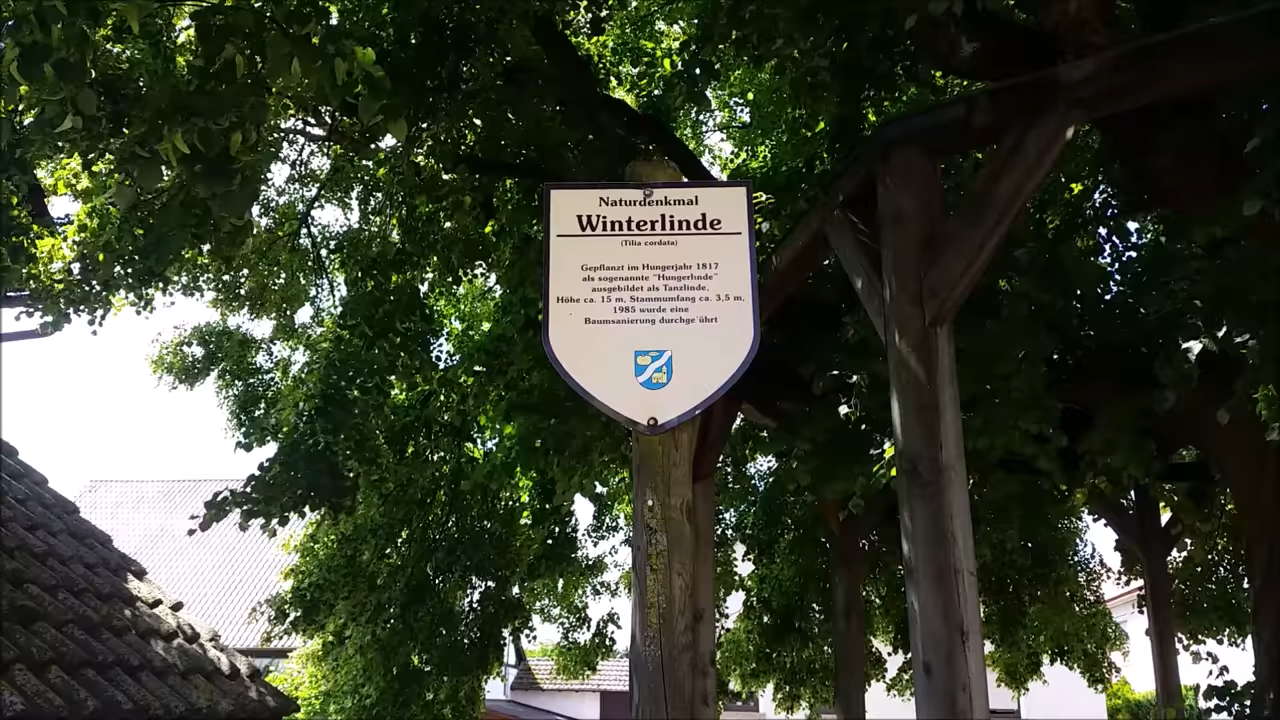 Naturdenkmal
Winterlinde
(Tilia cordata)
Gepflanzt im Hungerjahr 1817
als sogenannte "Hungerlinde"
ausgebildet als Tanzlinde,
Höhe ca. 15 m, Stammumfang ca. 3,5 m,
1985 wurde eine
Baumsanierung durchgeführt